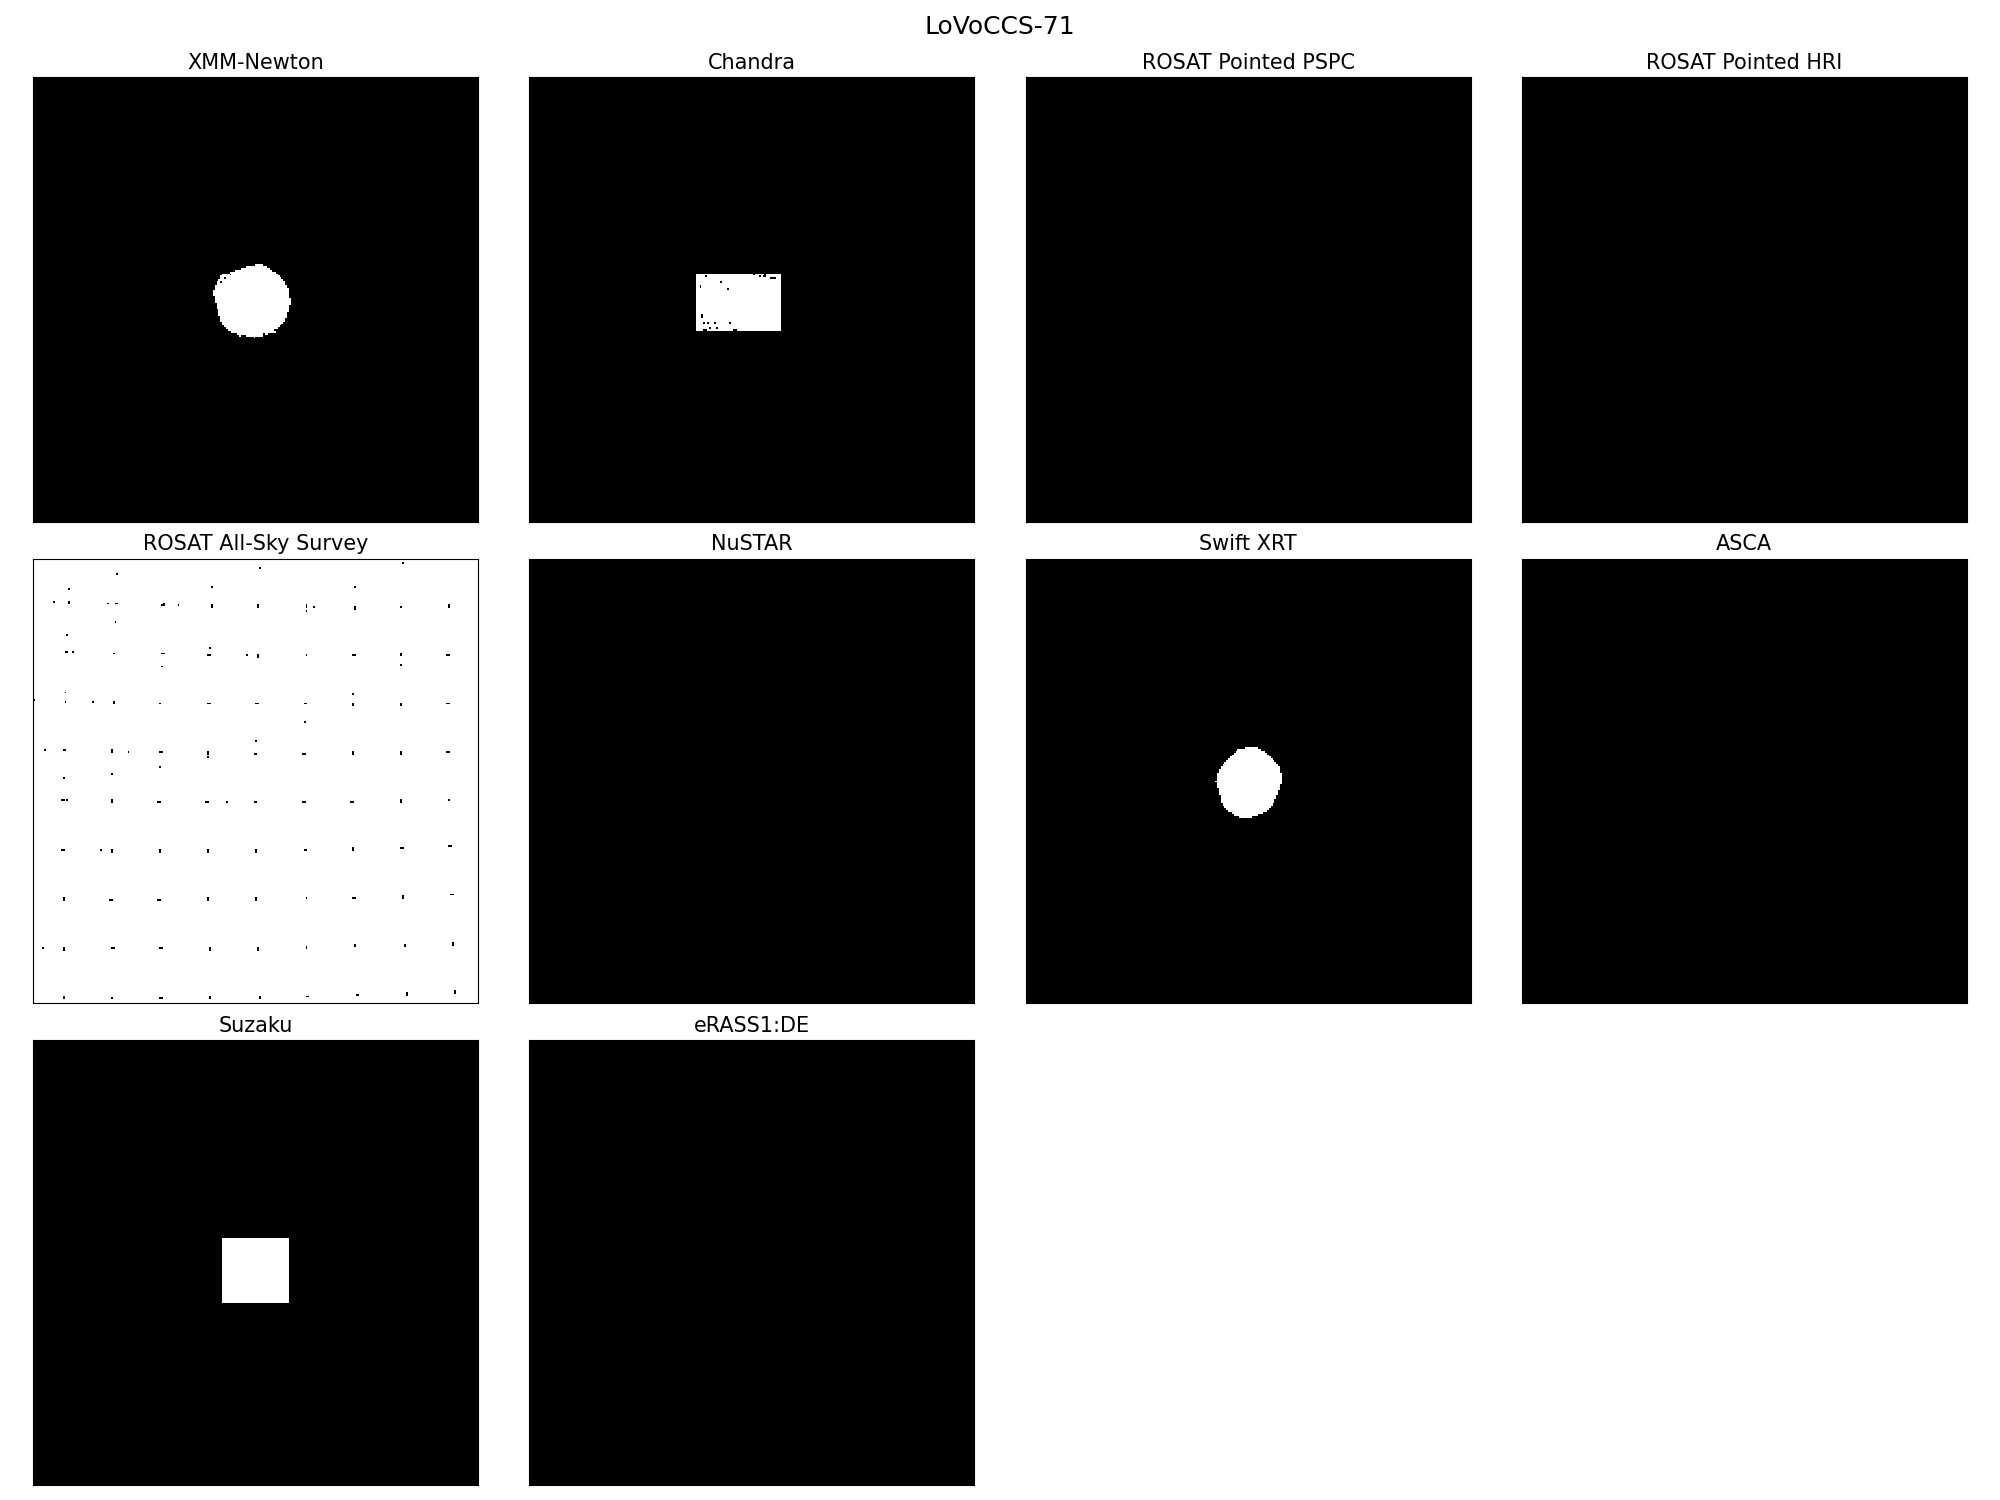 LoVoCCS-71
XMM-Newton
Chandra
ROSAT Pointed PSPC
ROSAT Pointed HRI
ROSAT All-Sky Survey
NuSTAR
Swift XRT
ASCA
Suzaku
eRASS1:DE